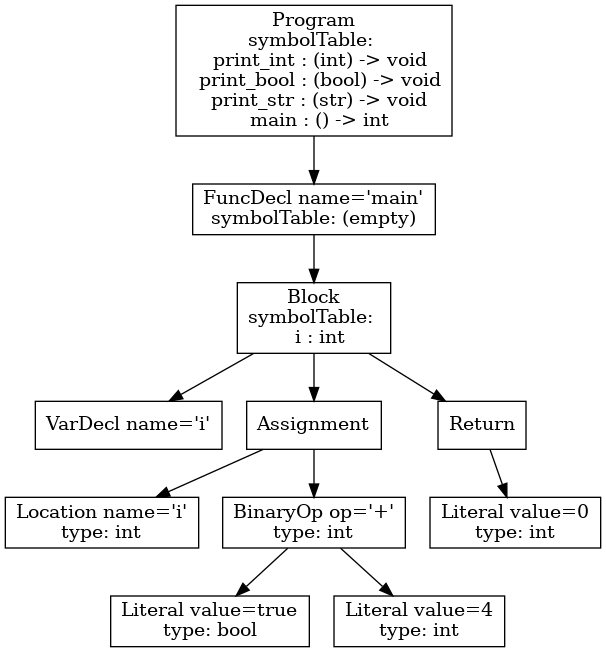 Program
symbolTable:
print_int : (int) -> void
print_bool : (bool) -> void
print_str : (str) -> void
main : () -> int
FuncDecl name='main'
symbolTable: (empty)
Block
symbolTable:
i : int
VarDecl name='i'
Assignment
Return
Location name='i'
type: int
BinaryOp op='+'
type: int
Literal value=0
type: int
Literal value=true
type: bool
Literal value=4
type: int